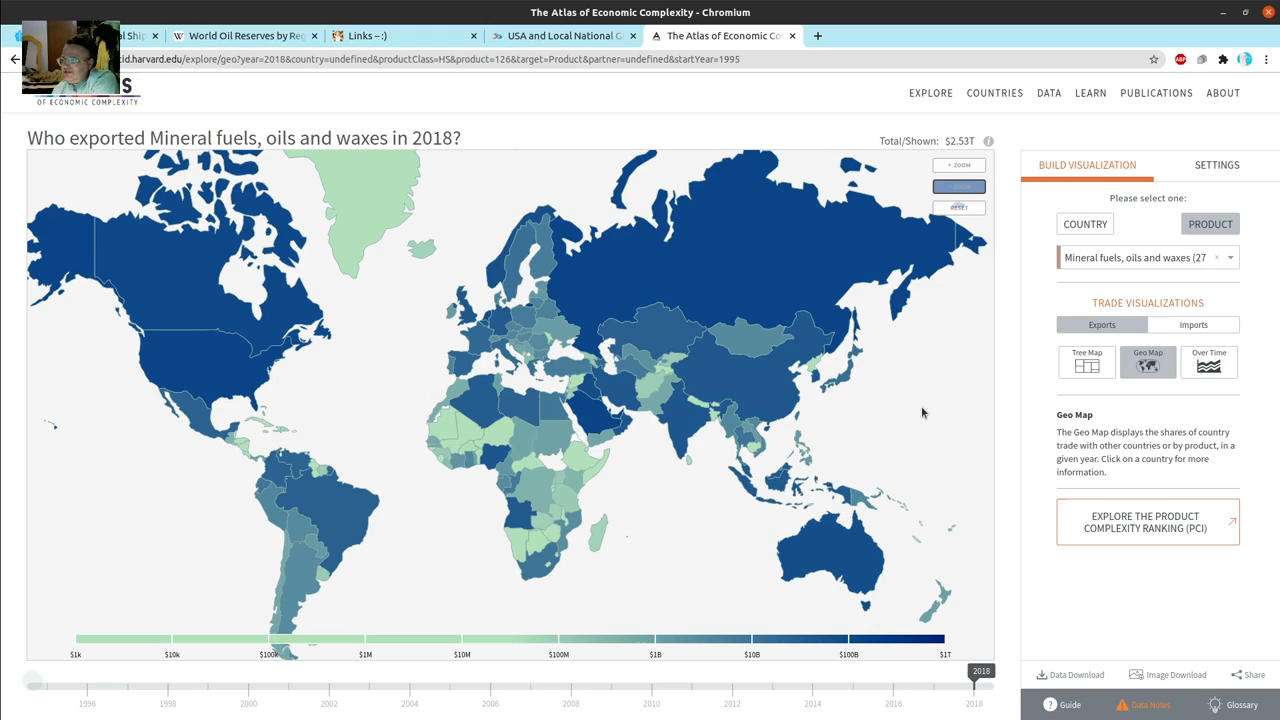 The Atlas of Economic Complexity - Chromium
al Ship
World Oil Reserves by Reg
Links – :)
USA and Local National G
The Atlas of Economic Co
cid.harvard.edu/explore/geo?year=2018&country=undefined&productClass=HS&product=126&target=Product&partner=undefined&startYear=1995
ABP
S
OF ECONOMIC COMPLEXITY
EXPLORE COUNTRIES DATA LEARN PUBLICATIONS ABOUT
Who exported Mineral fuels, oils and waxes in 2018?
Total/Shown: $2.53T
+ ZOOM
- ZOOM
RESET
$1k $10k $100k $1M $10M $100M $1B $10B $100B $1T
2018
1996 1998 2000 2002 2004 2006 2008 2010 2012 2014 2016 2018
BUILD VISUALIZATION SETTINGS
Please select one:
COUNTRY PRODUCT
Mineral fuels, oils and waxes (27 ×
TRADE VISUALIZATIONS
Exports Imports
Tree Map Geo Map Over Time
Geo Map
The Geo Map displays the shares of country
trade with other countries or by product, in a
given year. Click on a country for more
information.
EXPLORE THE PRODUCT
COMPLEXITY RANKING (PCI)
Data Download Image Download Share
? Guide Data Notes Glossary